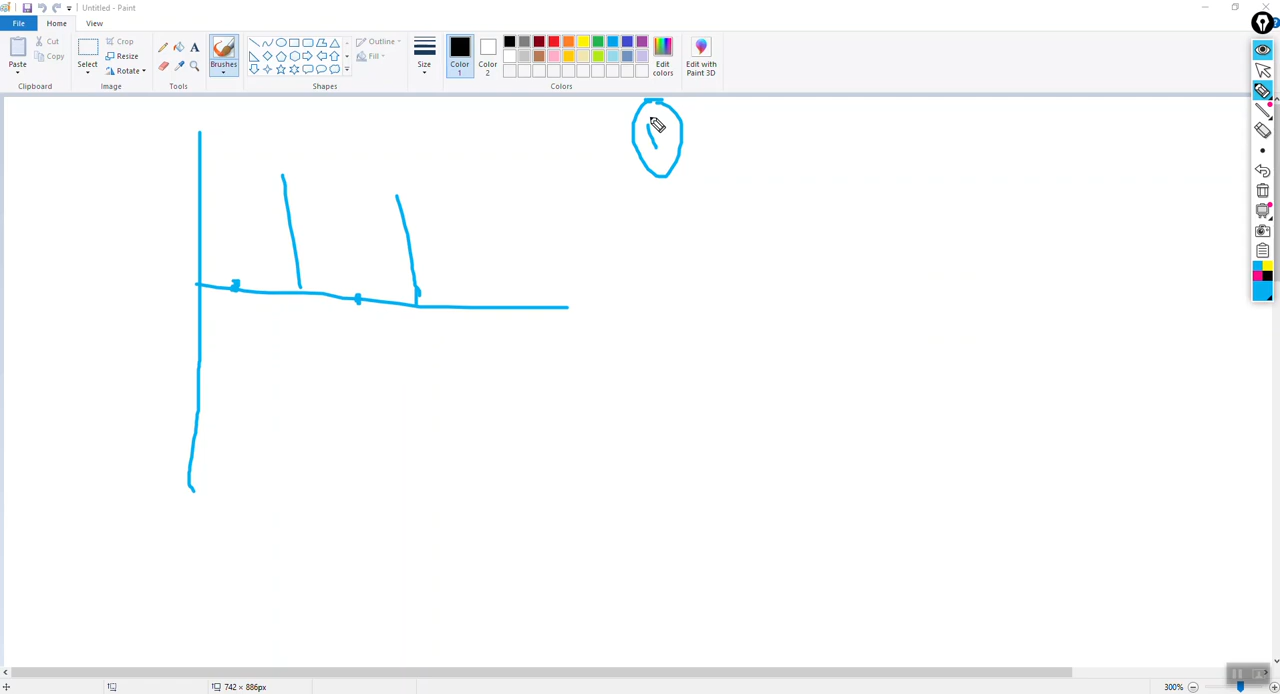 Untitled - Paint
File Home View
Paste Cut Copy Select Crop Resize Rotate A Brushes Outline Fill Size Color 1 Color 2 Edit colors Edit with Paint 3D ?
Clipboard Image Tools Shapes Colors
742 × 886px 300%